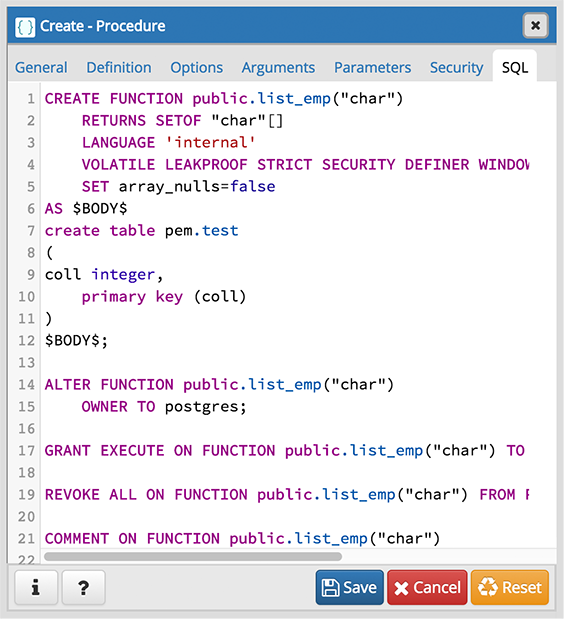 Create - Procedure
General Definition Options Arguments Parameters Security SQL
1 CREATE FUNCTION public.list_emp("char")
2 RETURNS SETOF "char"[]
3 LANGUAGE 'internal'
4 VOLATILE LEAKPROOF STRICT SECURITY DEFINER WINDOW
5 SET array_nulls=false
6 AS $BODY$
7 create table pem.test
8 (
9 coll integer,
10 primary key (coll)
11 )
12 $BODY$;
13
14 ALTER FUNCTION public.list_emp("char")
15 OWNER TO postgres;
16
17 GRANT EXECUTE ON FUNCTION public.list_emp("char") TO
18
19 REVOKE ALL ON FUNCTION public.list_emp("char") FROM
20
21 COMMENT ON FUNCTION public.list_emp("char")
22
i ? Save Cancel Reset